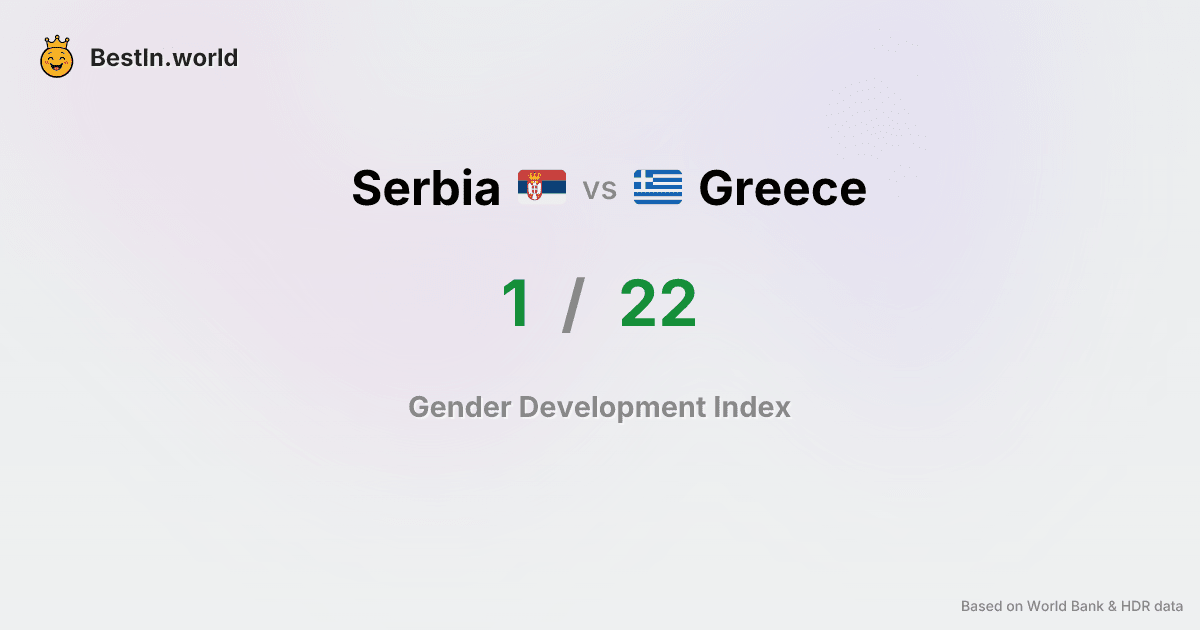 BestIn.world
Serbia vs Greece
1 / 22
Gender Development Index
Based on World Bank & HDR data